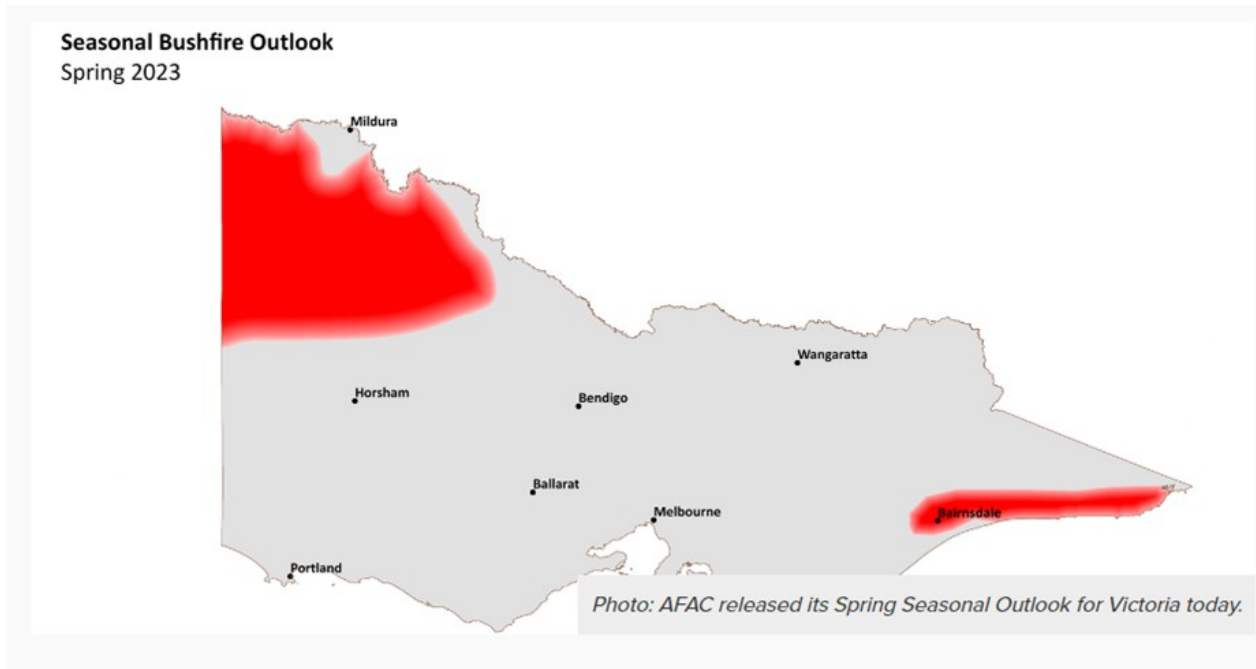 Seasonal Bushfire Outlook
Spring 2023
Mildura
Wangaratta
Horsham
Bendigo
Ballarat
Melbourne
Bairnsdale
Portland
Photo: AFAC released its Spring Seasonal Outlook for Victoria today.